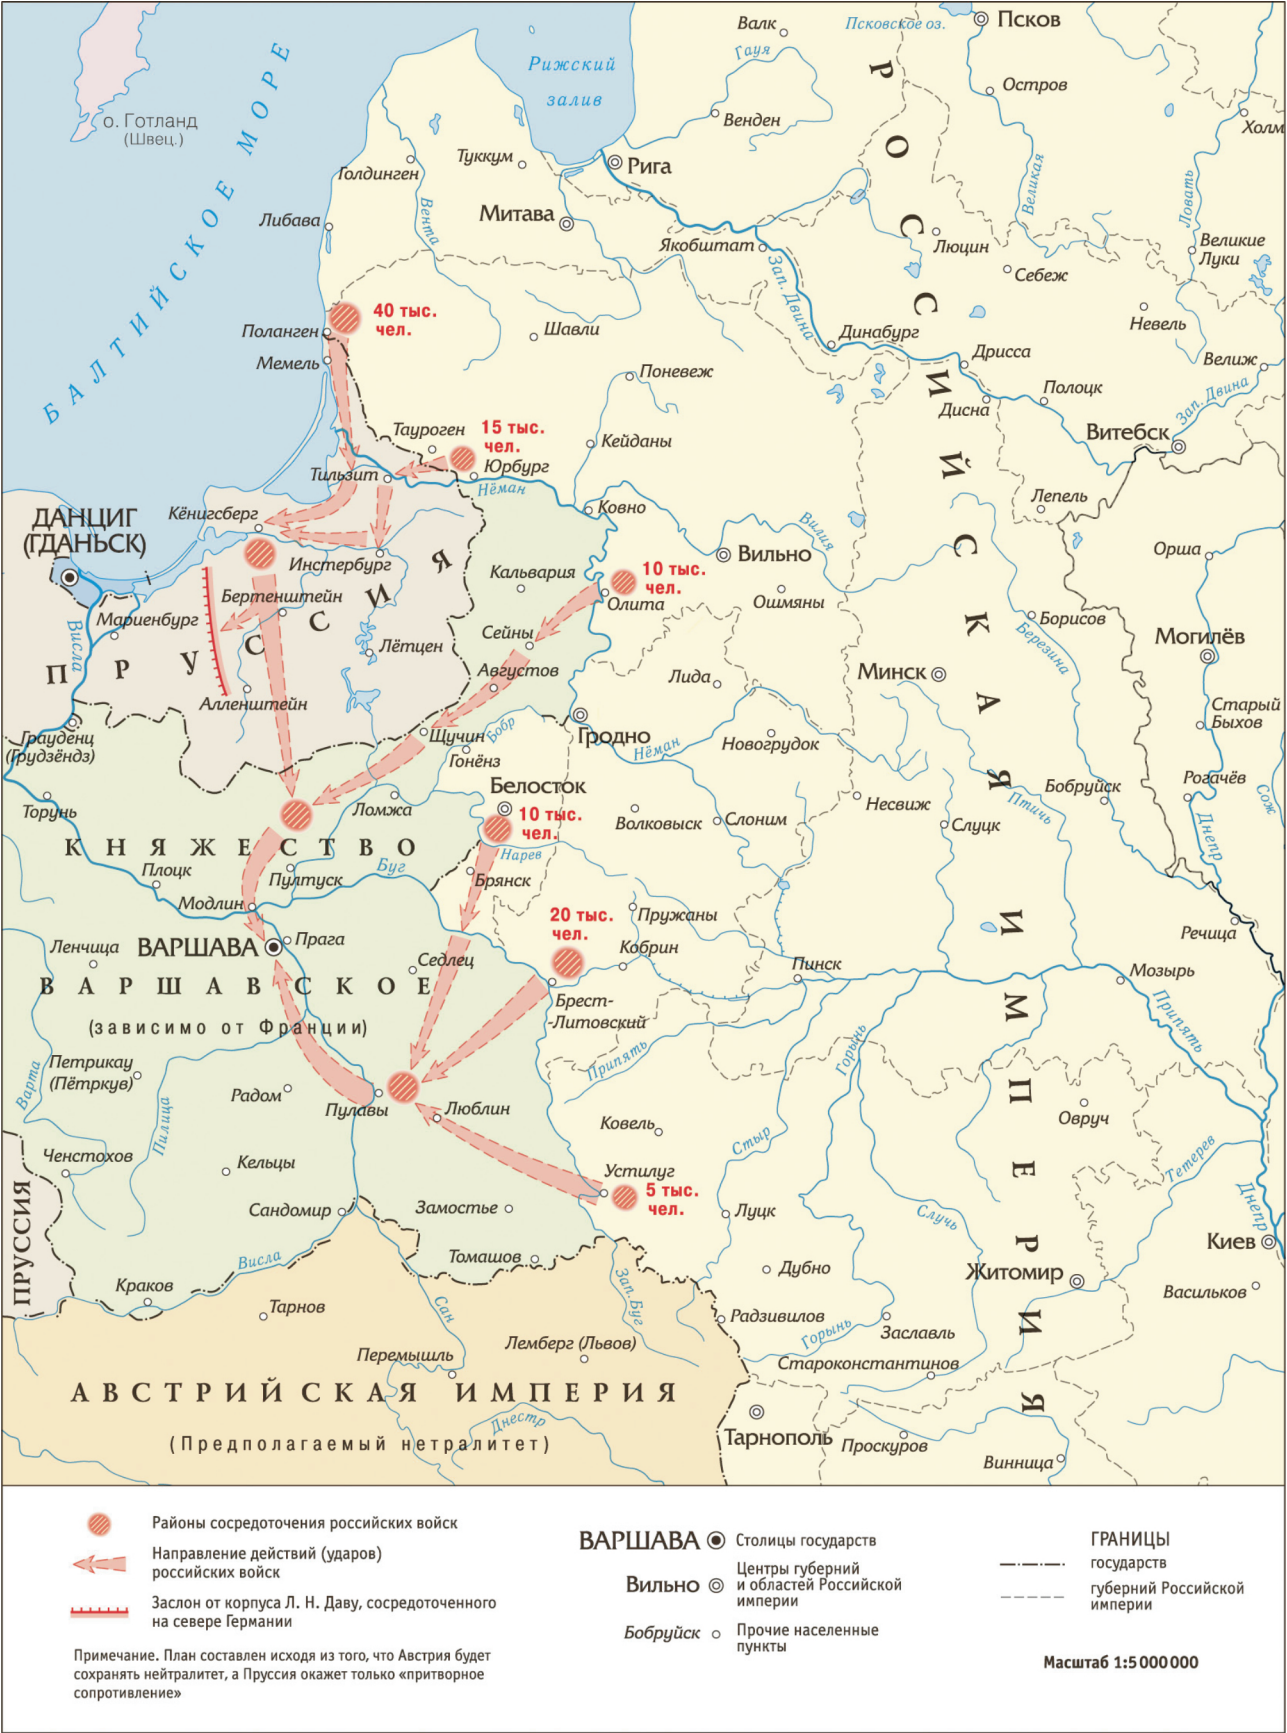 Псков
Псковское оз.
Валк
Гауя
Рижский
залив
Остров
Венден
Холм
о. Готланд
(Швец.)
БАЛТИЙСКОЕ МОРЕ
Туккум
Рига
Голдинген
Великая
Ловать
Вента
Митава
Либава
Якобштат
Люцин
Великие
Луки
Зап. Двина
Себеж
40 тыс.
чел.
Поланген
Шавли
Динабург
Невель
Мемель
Дрисса
Велиж
Поневеж
Полоцк
Дисна
Зап. Двина
Таурoген
15 тыс.
чел.
Кейданы
Витебск
Тильзит
Юрбург
Нёман
Лепель
Ковно
Кёнигсберг
ДАНЦИГ
(ГДАНЬСК)
Вилия
Вильно
Орша
Инстербург
Кальвария
10 тыс.
чел.
Олита
Ошмяны
Бертенштейн
Мариенбург
Висла
Борисов
Березина
Сейны
Могилёв
Лётцен
ПРУССИЯ
Августов
Лида
Минск
Алленштейн
Старый
Быхов
Грауденц
(Грудзёндз)
Щучин
Бобр
Гродно
Нёман
Новогрудок
Гонёнз
Белосток
Рогачёв
Сож
Бобруйск
Торунь
Ломжа
10 тыс.
чел.
Волковыск
Слоним
Несвиж
Птичь
Слуцк
Днепр
КНЯЖЕСТВО
Нарев
Буг
Плоцк
Пултуск
Брянск
Модлин
20 тыс.
чел.
Пружаны
Речица
Ленчица
ВАРШАВА
Прага
Кобрин
Седлец
Пинск
Мозырь
ВАРШАВСКОЕ
Брест-
-Литовский
(зависимо от Франции)
Припять
Горынь
Припять
Петрикау
(Пётркув)
Варта
Радом
Пулавы
Люблин
Пилица
Овруч
Ковель
Стыр
Тетерев
Ченстохов
Кельцы
Устилуг
5 тыс.
чел.
Днепр
ПРУССИЯ
Сандомир
Замостье
Луцк
Случь
Киев
Висла
Томашов
Дубно
Житомир
Краков
Васильков
Тарнов
Сан
Зап. Буг
Радзивилов
Горынь
Заславль
Лемберг (Львов)
Перемышль
Староконстантинов
АВСТРИЙСКАЯ ИМПЕРИЯ
Днестр
(Предполагаемый нетралитет)
Тарнополь
Проскуров
Винница
РОССИЙСКАЯ ИМПЕРИЯ
Районы сосредоточения российских войск
Направление действий (ударов)
российских войск
Заслон от корпуса Л. Н. Даву, сосредоточенного
на севере Германии
Примечание. План составлен исходя из того, что Австрия будет
сохранять нейтралитет, а Пруссия окажет только «притворное
сопротивление»
ВАРШАВА Столицы государств
Вильно Центры губерний
и областей Российской
империи
Бобруйск Прочие населенные
пункты
ГРАНИЦЫ
государств
губерний Российской
империи
Масштаб 1:5 000 000